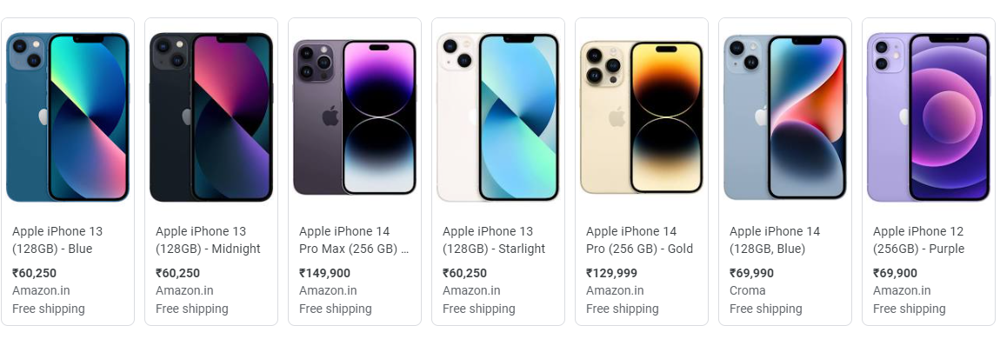 Apple iPhone 13
(128GB) - Blue
₹60,250
Amazon.in
Free shipping
Apple iPhone 13
(128GB) - Midnight
₹60,250
Amazon.in
Free shipping
Apple iPhone 14
Pro Max (256 GB) ...
₹149,900
Amazon.in
Free shipping
Apple iPhone 13
(128GB) - Starlight
₹60,250
Amazon.in
Free shipping
Apple iPhone 14
Pro (256 GB) - Gold
₹129,999
Amazon.in
Free shipping
Apple iPhone 14
(128GB, Blue)
₹69,990
Croma
Free shipping
Apple iPhone 12
(256GB) - Purple
₹69,900
Amazon.in
Free shipping